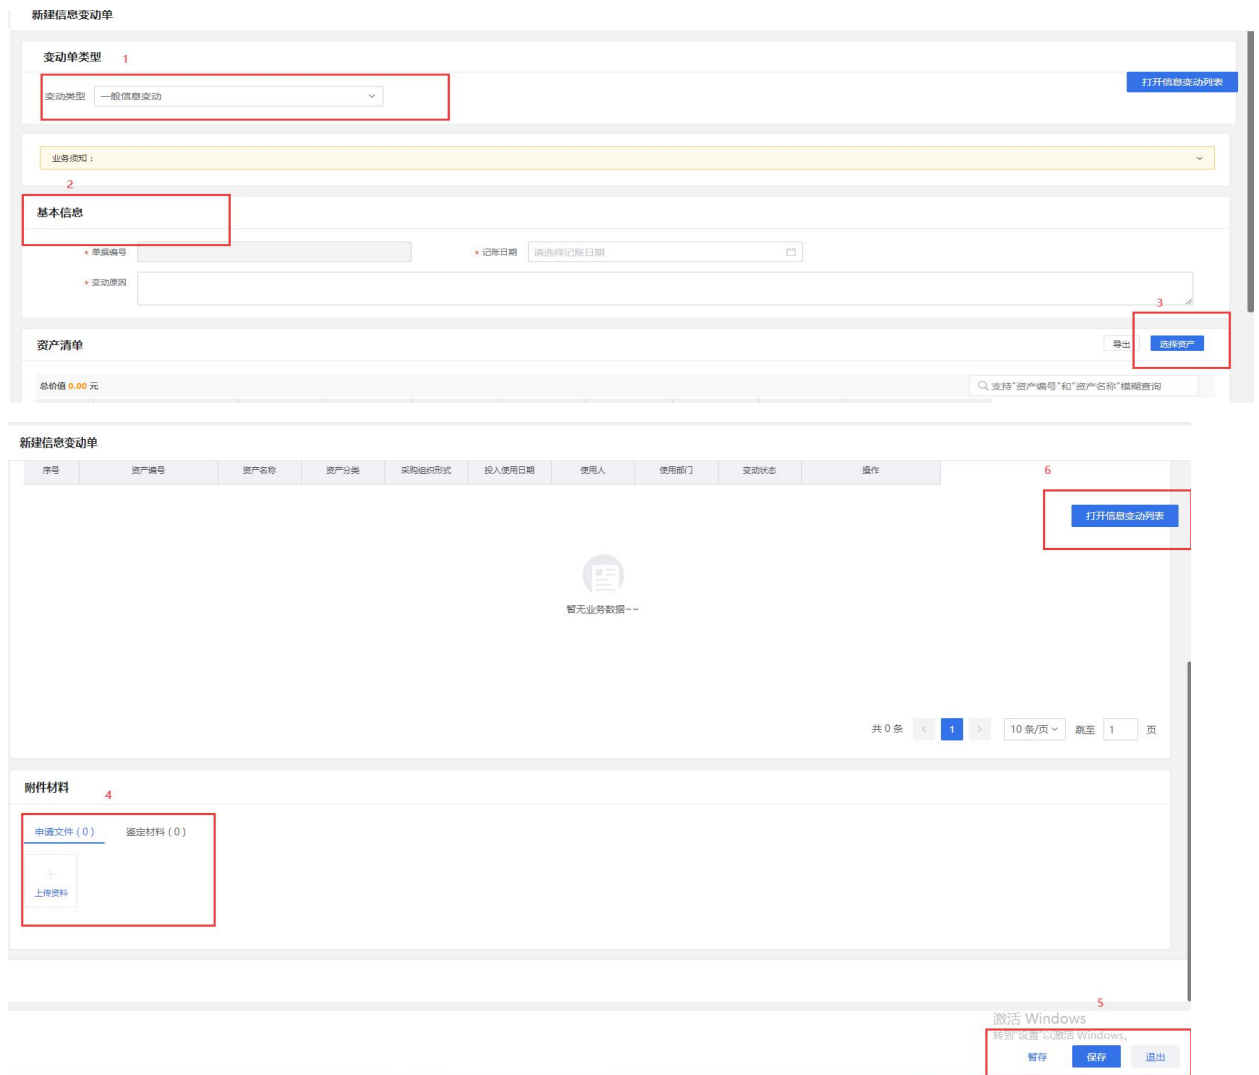 新建信息变动单
变动单类型 1
打开信息变动列表
变动类型 一般信息变动
业务须知：
2
基本信息
* 单据编号 * 记账日期 请选择记账日期
* 变动原因
3
资产清单 导出 选择资产
总价值 0.00 元 支持"资产编号"和"资产名称"模糊查询
新建信息变动单
序号 资产编号 资产名称 资产分类 采购组织形式 投入使用日期 使用人 使用部门 变动状态 操作
6
打开信息变动列表
暂无业务数据~~
共 0 条 < 1 > 10 条/页 跳至 1 页
附件材料 4
申请文件 ( 0 ) 鉴定材料 ( 0 )
+
上传资料
5
激活 Windows
转到"设置"以激活 Windows。
暂存 保存 退出